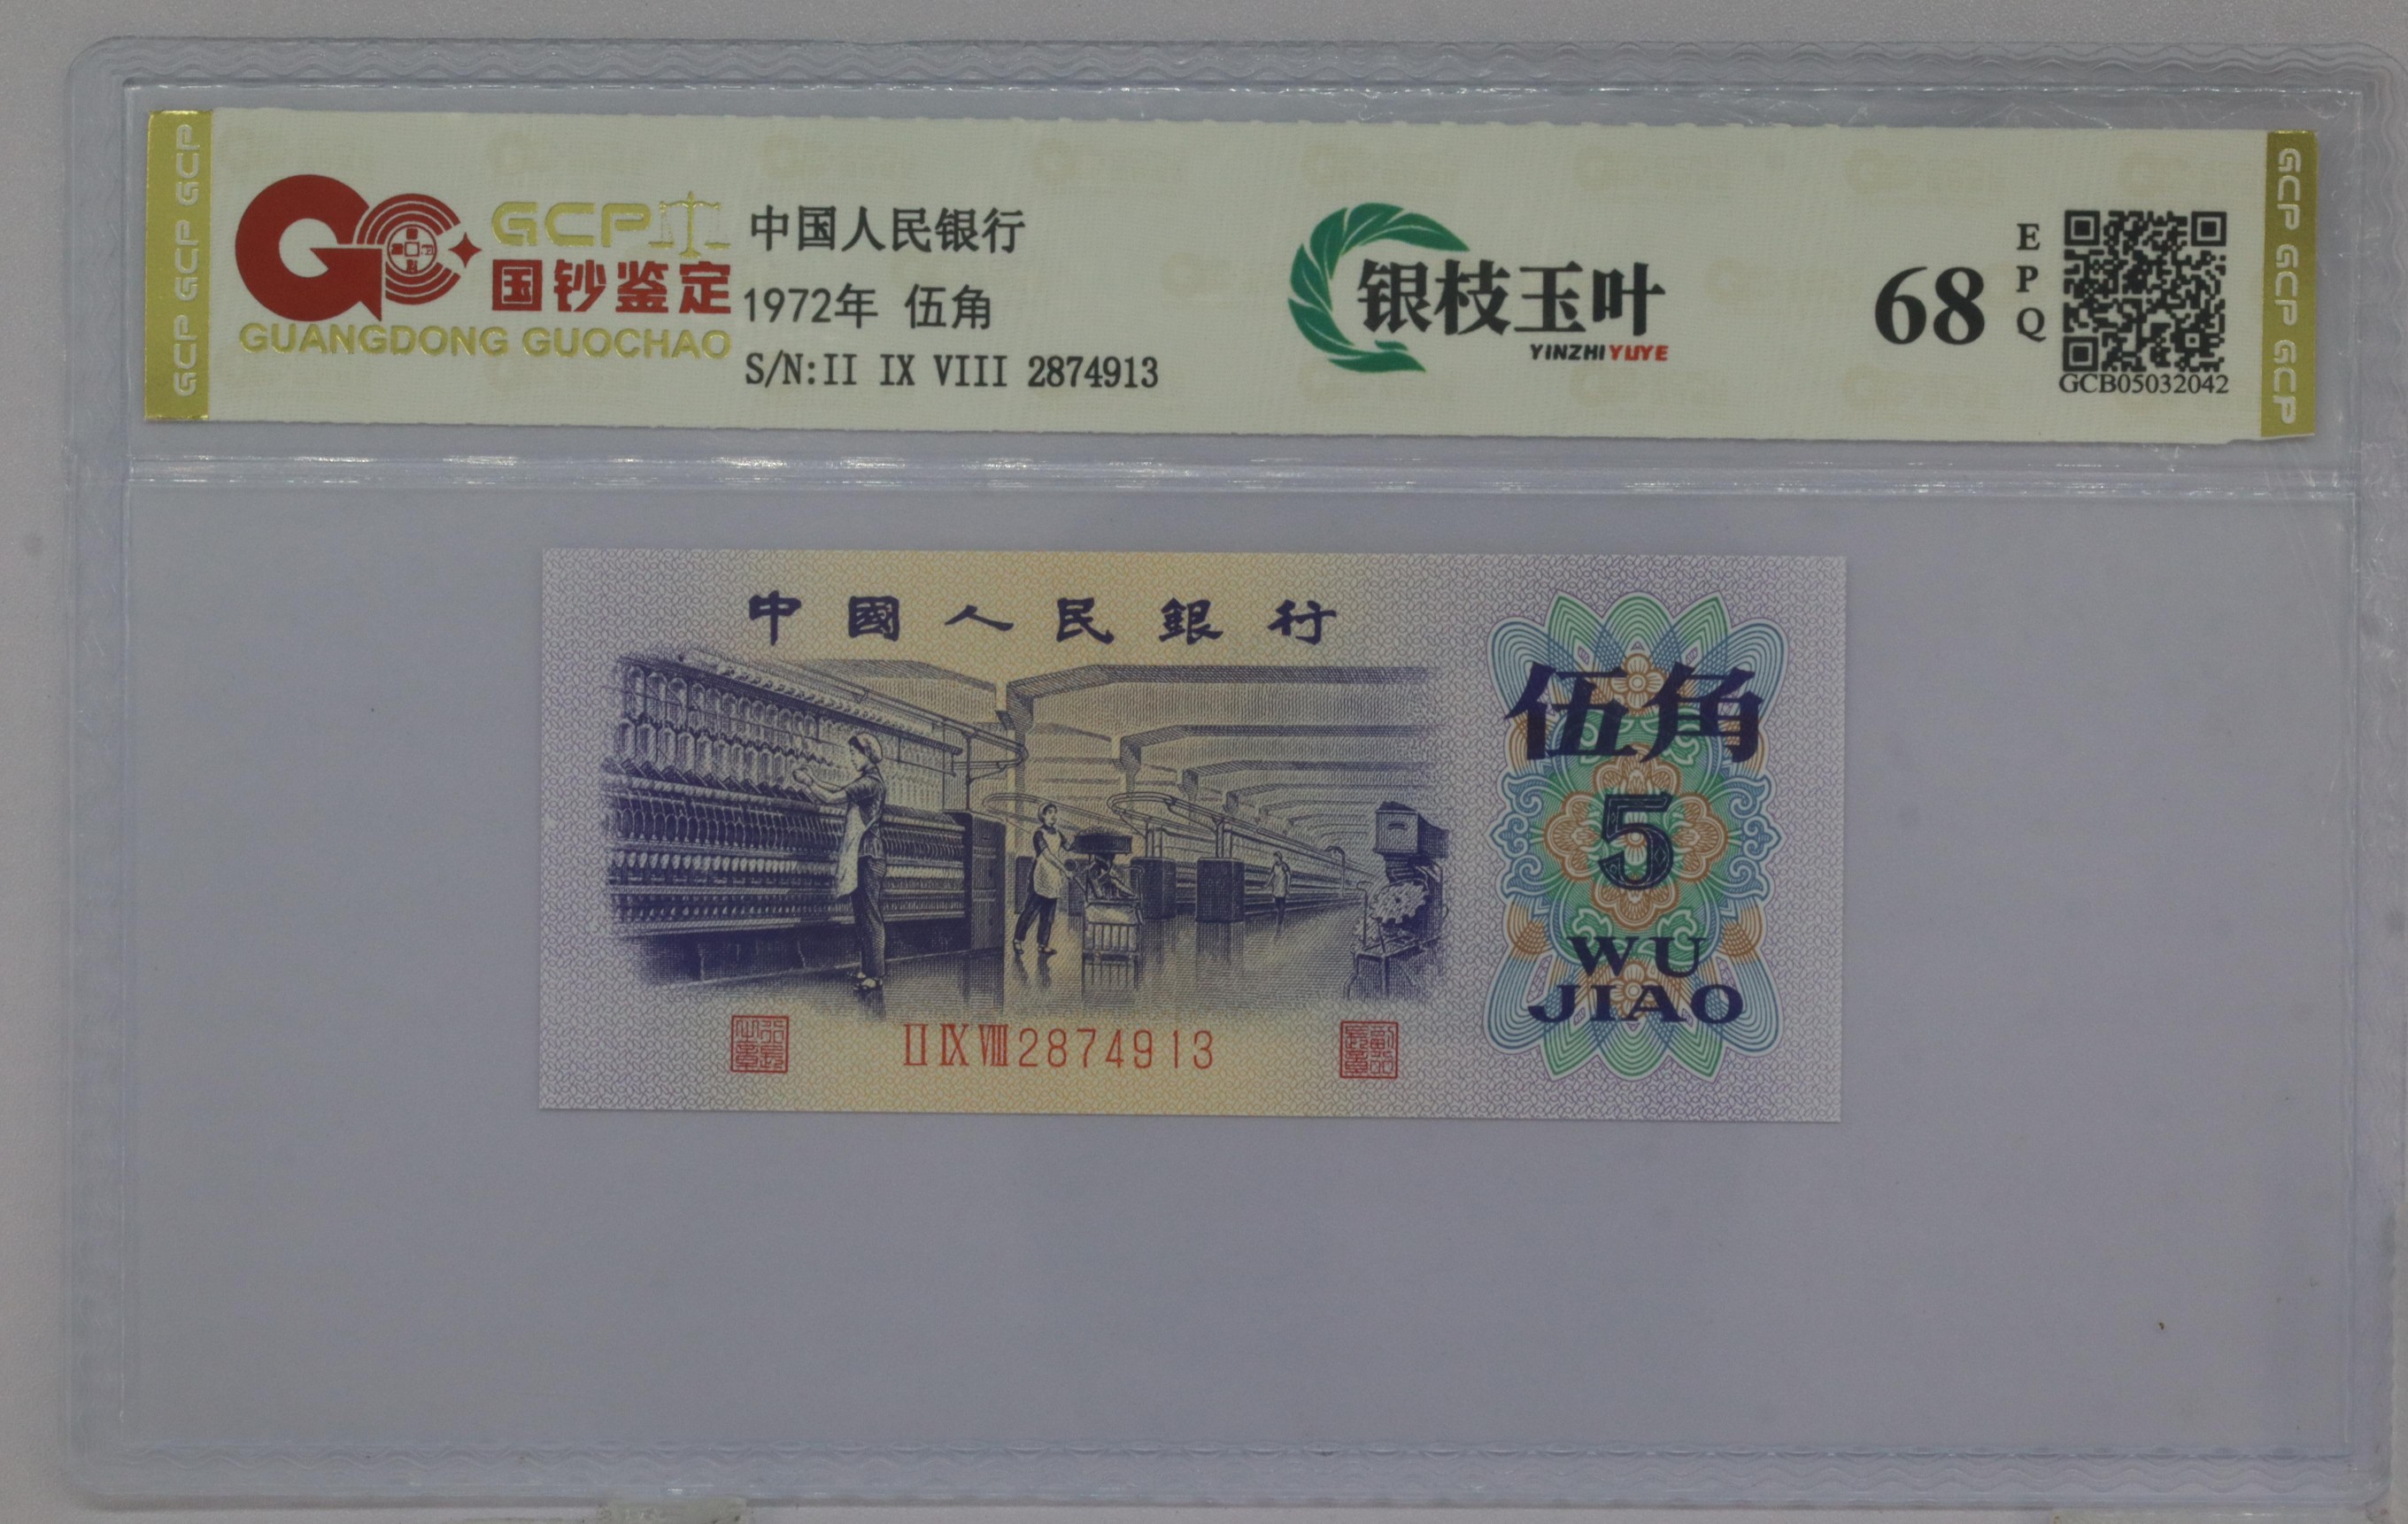 GCP GCP GCP
GCP
国钞鉴定
GUANGDONG GUOCHAO
中国人民银行
1972年 伍角
S/N:II IX VIII 2874913
银枝玉叶
YINZHIYUYE
68
EPQ
GCB05032042
GCP GCP GCP
中國人民銀行
伍角
5
WU
JIAO
II IX VIII 2874913